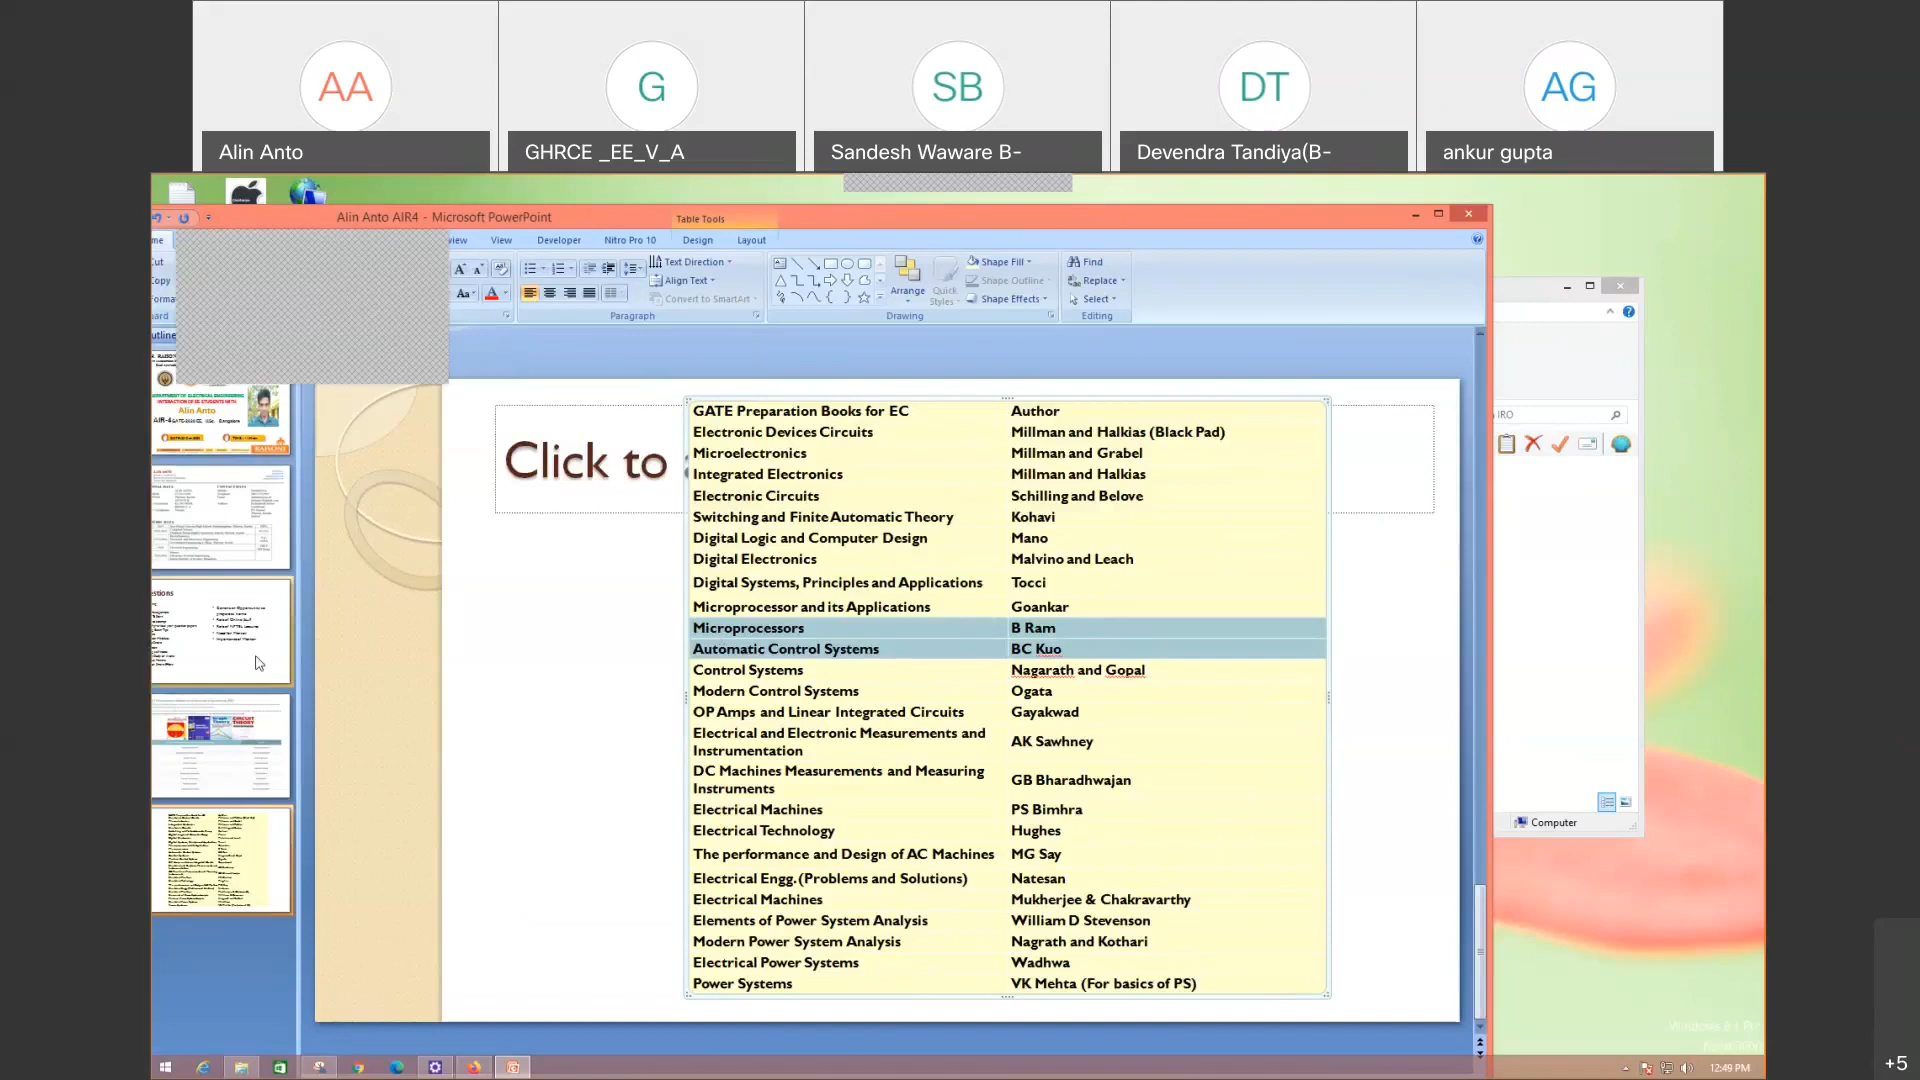 AA
G
SB
DT
AG
Alin Anto
GHRCE _EE_V_A
Sandesh Waware B-
Devendra Tandiya(B-
ankur gupta
Alin Anto AIR4 - Microsoft PowerPoint
Table Tools
View
Developer
Nitro Pro 10
Design
Layout
Text Direction
Align Text
Convert to SmartArt
Paragraph
Arrange
Quick Styles
Shape Fill
Shape Outline
Shape Effects
Drawing
Find
Replace
Select
Editing
IRO
Alin Anto
CIRCUIT THEORY
Click to
GATE Preparation Books for EC Author
Electronic Devices Circuits Millman and Halkias (Black Pad)
Microelectronics Millman and Grabel
Integrated Electronics Millman and Halkias
Electronic Circuits Schilling and Belove
Switching and Finite Automatic Theory Kohavi
Digital Logic and Computer Design Mano
Digital Electronics Malvino and Leach
Digital Systems, Principles and Applications Tocci
Microprocessor and its Applications Goankar
Microprocessors B Ram
Automatic Control Systems BC Kuo
Control Systems Nagarath and Gopal
Modern Control Systems Ogata
OP Amps and Linear Integrated Circuits Gayakwad
Electrical and Electronic Measurements and
Instrumentation AK Sawhney
DC Machines Measurements and Measuring
Instruments GB Bharadhwajan
Electrical Machines PS Bimhra
Electrical Technology Hughes
The performance and Design of AC Machines MG Say
Electrical Engg. (Problems and Solutions) Natesan
Electrical Machines Mukherjee & Chakravarthy
Elements of Power System Analysis William D Stevenson
Modern Power System Analysis Nagrath and Kothari
Electrical Power Systems Wadhwa
Power Systems VK Mehta (For basics of PS)
Computer
12:49 PM
+5